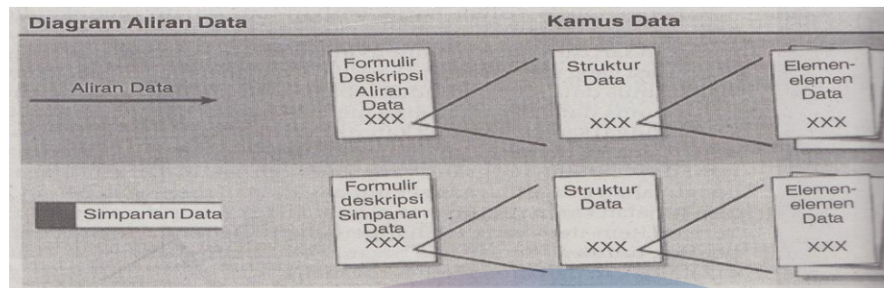 Diagram Aliran Data
Kamus Data
Aliran Data
Formulir
Deskripsi
Aliran
Data
XXX
Struktur
Data
XXX
Elemen-
elemen
Data
XXX
Simpanan Data
Formulir
deskripsi
Simpanan
Data
XXX
Struktur
Data
XXX
Elemen-
elemen
Data
XXX